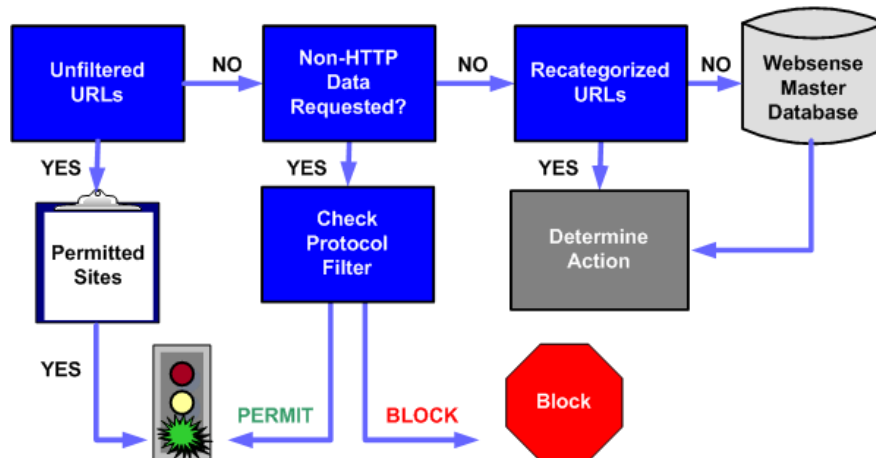 Unfiltered
URLs
NO
Non-HTTP
Data
Requested?
NO
Recategorized
URLs
NO
Websense
Master
Database
YES
YES
YES
Permitted
Sites
Check
Protocol
Filter
Determine
Action
YES
PERMIT
BLOCK
Block